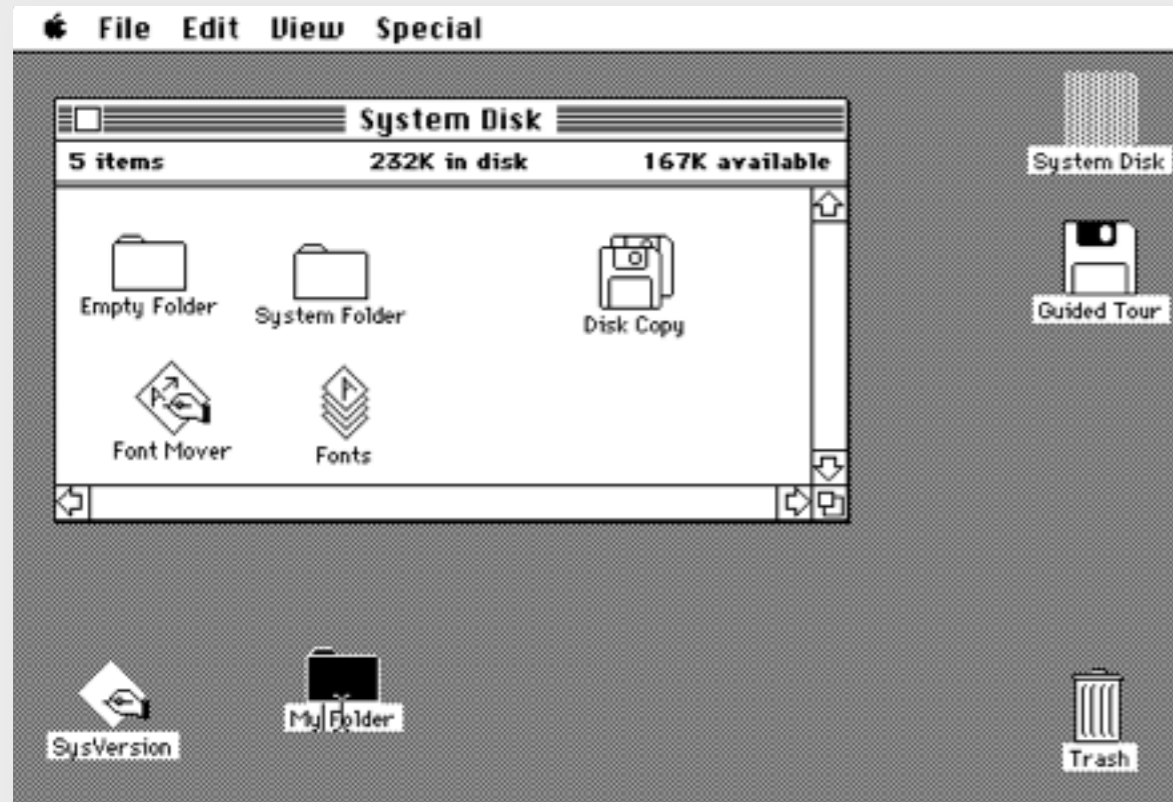 File Edit View Special
System Disk
5 items 232K in disk 167K available
Empty Folder
System Folder
Disk Copy
Font Mover
Fonts
System Disk
Guided Tour
SysVersion
My Folder
Trash